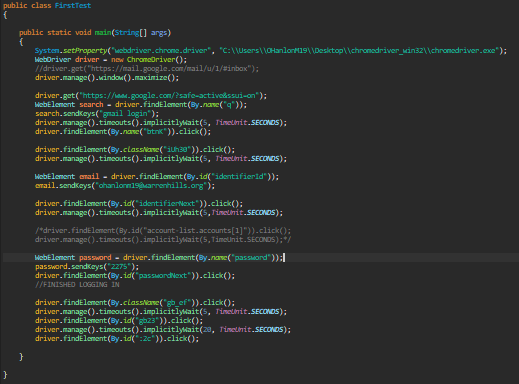 public class FirstTest
{
public static void main(String[] args)
{
System.setProperty("webdriver.chrome.driver", "C:\\Users\\OHanlonM19\\Desktop\\chromedriver_win32\\chromedriver.exe");
WebDriver driver = new ChromeDriver();
//driver.get("https://mail.google.com/mail/u/1/#inbox");
driver.manage().window().maximize();
driver.get("https://www.google.com/?safe=active&ssui=on");
WebElement search = driver.findElement(By.name("q"));
search.sendKeys("gmail login");
driver.manage().timeouts().implicitlyWait(5, TimeUnit.SECONDS);
driver.findElement(By.name("btnK")).click();
driver.findElement(By.className("iUh30")).click();
driver.manage().timeouts().implicitlyWait(5, TimeUnit.SECONDS);
WebElement email = driver.findElement(By.id("identifierId"));
email.sendKeys("ohanlonm19@warrenhills.org");
driver.findElement(By.id("identifierNext")).click();
driver.manage().timeouts().implicitlyWait(5,TimeUnit.SECONDS);
/*driver.findElement(By.id("account-list.accounts[1]")).click();
driver.manage().timeouts().implicitlyWait(5,TimeUnit.SECONDS);*/
WebElement password = driver.findElement(By.name("password"));
password.sendKeys("2275");
driver.findElement(By.id("passwordNext")).click();
//FINISHED LOGGING IN
driver.findElement(By.className("gb_ef")).click();
driver.manage().timeouts().implicitlyWait(5, TimeUnit.SECONDS);
driver.findElement(By.id("gb23")).click();
driver.manage().timeouts().implicitlyWait(20, TimeUnit.SECONDS);
driver.findElement(By.id(":2c")).click();
}
}